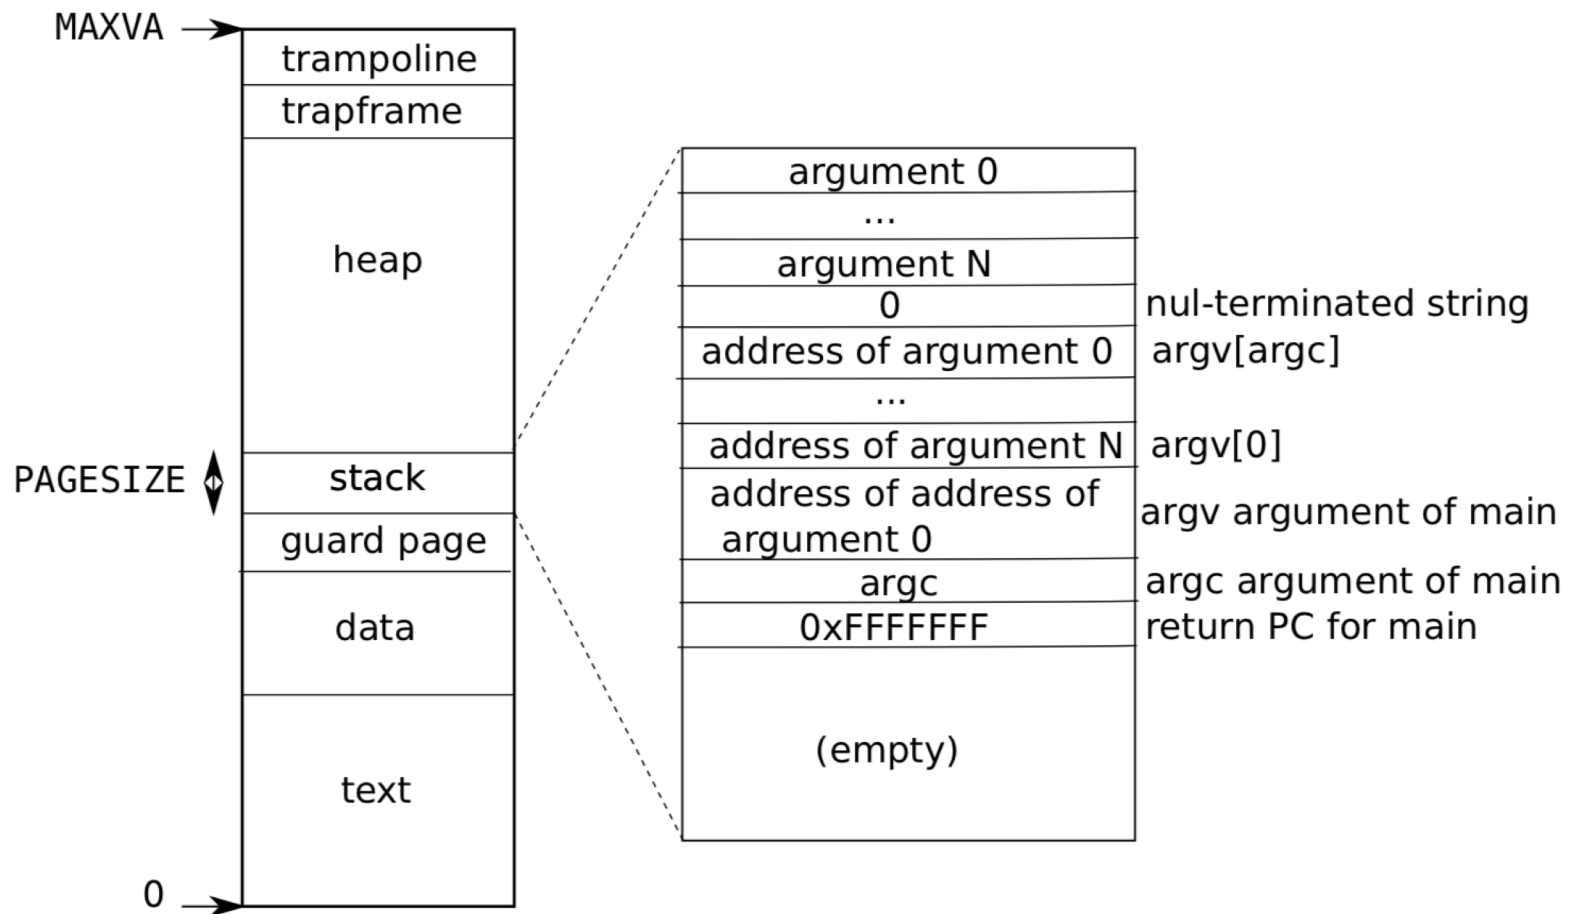 MAXVA
trampoline
trapframe
heap
PAGESIZE
stack
guard page
data
text
0
argument 0
...
argument N
0 nul-terminated string
address of argument 0 argv[argc]
...
address of argument N argv[0]
address of address of
argument 0 argv argument of main
argc argc argument of main
0xFFFFFFF return PC for main
(empty)